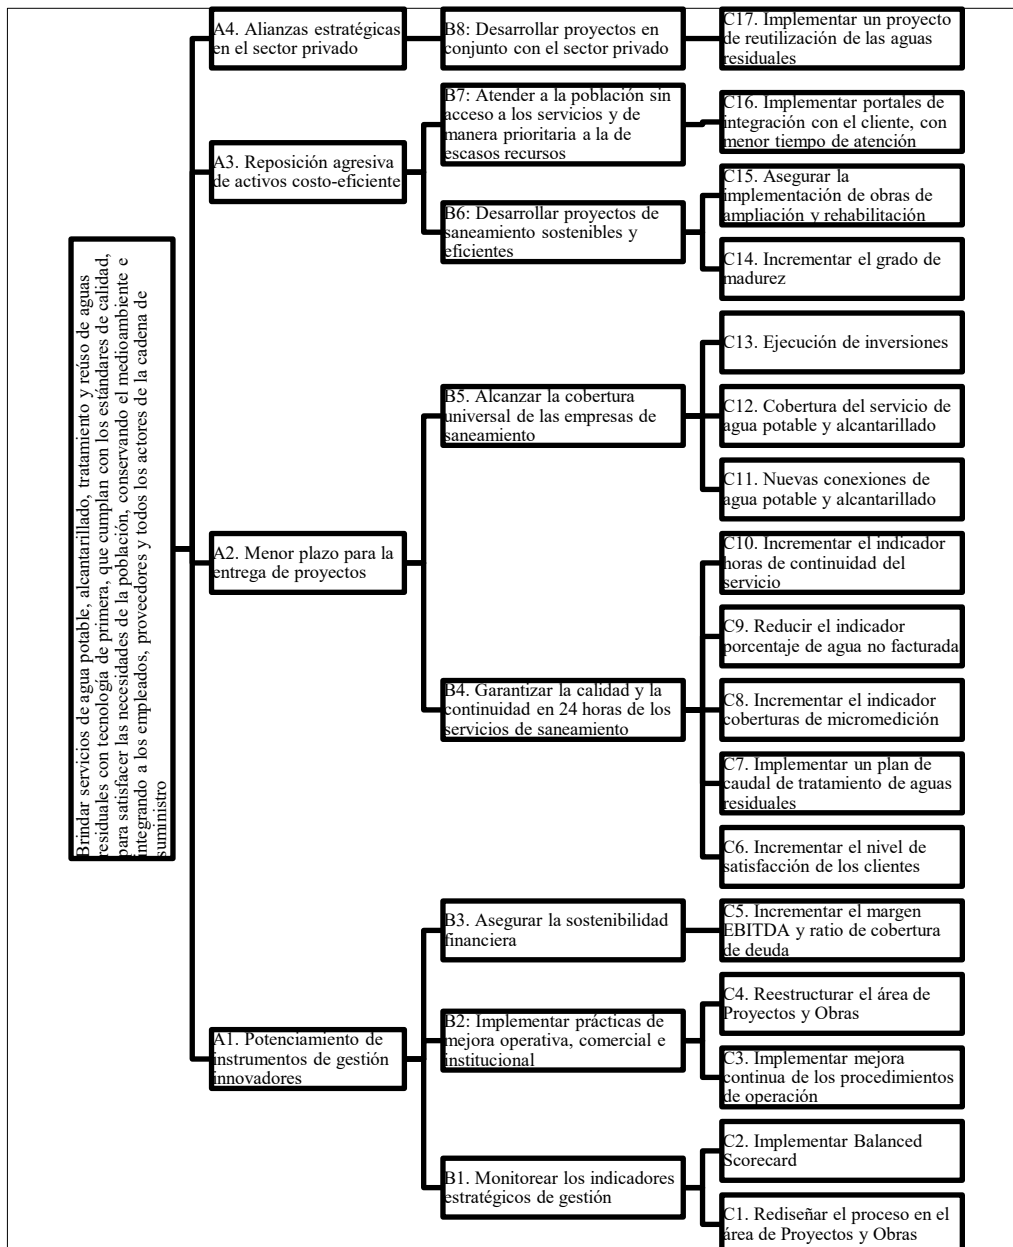 Brindar servicios de agua potable, alcantarillado, tratamiento y reúso de aguas
residuales con tecnología de primera, que cumplan con los estándares de calidad,
para satisfacer las necesidades de la población, conservando el medioambiente e
integrando a los empleados, proveedores y todos los actores de la cadena de
suministro
A4. Alianzas estratégicas
en el sector privado
B8: Desarrollar proyectos en
conjunto con el sector privado
C17. Implementar un proyecto
de reutilización de las aguas
residuales
A3. Reposición agresiva
de activos costo-eficiente
B7: Atender a la población sin
acceso a los servicios y de
manera prioritaria a la de
escasos recursos
C16. Implementar portales de
integración con el cliente, con
menor tiempo de atención
B6: Desarrollar proyectos de
saneamiento sostenibles y
eficientes
C15. Asegurar la
implementación de obras de
ampliación y rehabilitación
C14. Incrementar el grado de
madurez
A2. Menor plazo para la
entrega de proyectos
B5. Alcanzar la cobertura
universal de las empresas de
saneamiento
C13. Ejecución de inversiones
C12. Cobertura del servicio de
agua potable y alcantarillado
C11. Nuevas conexiones de
agua potable y alcantarillado
B4. Garantizar la calidad y la
continuidad en 24 horas de los
servicios de saneamiento
C10. Incrementar el indicador
horas de continuidad del
servicio
C9. Reducir el indicador
porcentaje de agua no facturada
C8. Incrementar el indicador
coberturas de micromedición
C7. Implementar un plan de
caudal de tratamiento de aguas
residuales
C6. Incrementar el nivel de
satisfacción de los clientes
A1. Potenciamiento de
instrumentos de gestión
innovadores
B3. Asegurar la sostenibilidad
financiera
C5. Incrementar el margen
EBITDA y ratio de cobertura
de deuda
B2: Implementar prácticas de
mejora operativa, comercial e
institucional
C4. Reestructurar el área de
Proyectos y Obras
C3. Implementar mejora
continua de los procedimientos
de operación
B1. Monitorear los indicadores
estratégicos de gestión
C2. Implementar Balanced
Scorecard
C1. Rediseñar el proceso en el
área de Proyectos y Obras